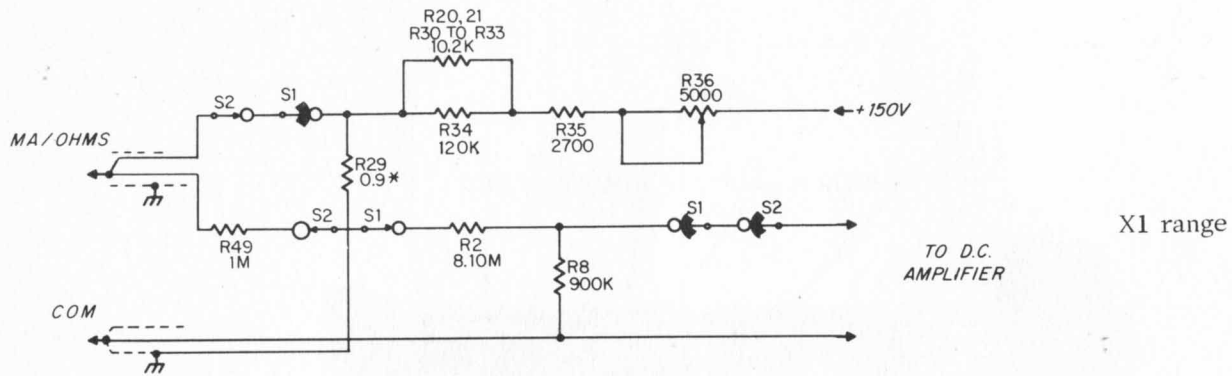 R20, 21
R30 TO R33
10.2K
R36
5000
S2
S1
+150V
R34
120K
R35
2700
MA/OHMS
R29
0.9*
S2
S1
S1
S2
X1 range
R49
1M
R2
8.10M
R8
900K
TO D.C.
AMPLIFIER
COM